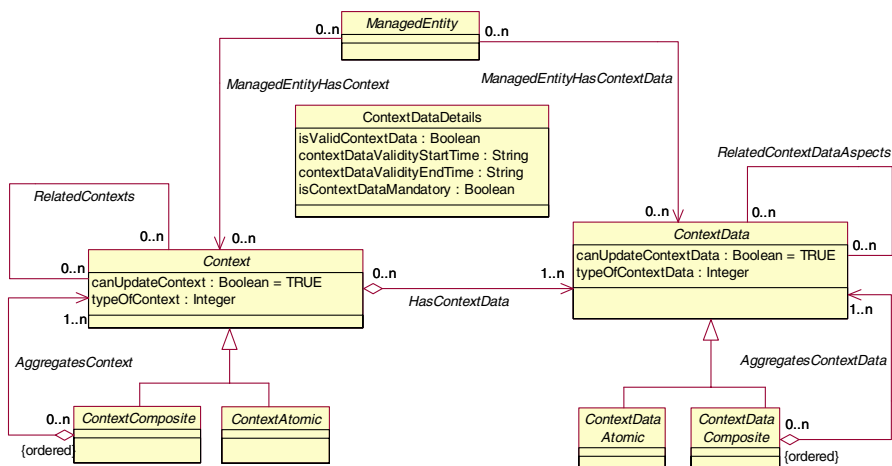 ManagedEntity
0..n
0..n
ManagedEntityHasContext
ManagedEntityHasContextData
ContextDataDetails
isValidContextData : Boolean
contextDataValidityStartTime : String
contextDataValidityEndTime : String
isContextDataMandatory : Boolean
RelatedContextDataAspects
RelatedContexts
0..n
0..n
0..n
0..n
ContextData
canUpdateContextData : Boolean = TRUE
typeOfContextData : Integer
0..n
Context
canUpdateContext : Boolean = TRUE
typeOfContext : Integer
0..n
0..n
1..n
HasContextData
1..n
1..n
AggregatesContext
AggregatesContextData
0..n
{ordered}
ContextComposite
ContextAtomic
ContextData
Atomic
ContextData
Composite
0..n
{ordered}